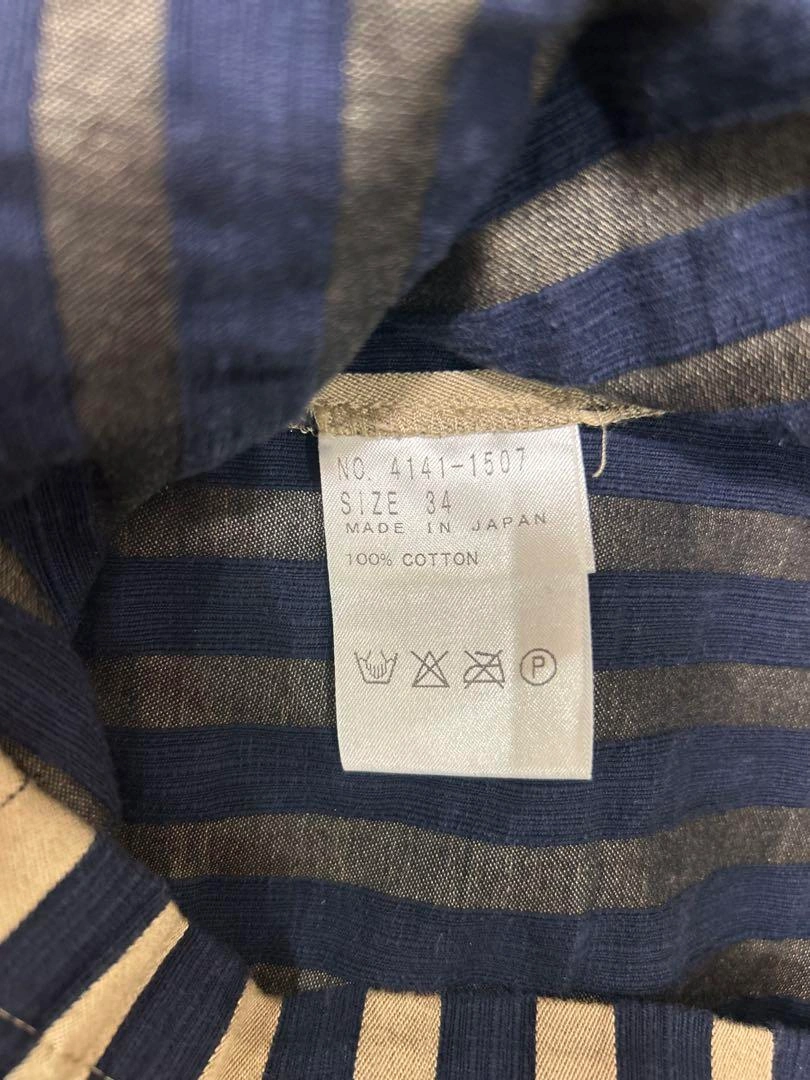 NO. 4141-1507
SIZE 34
MADE IN JAPAN
100% COTTON
P